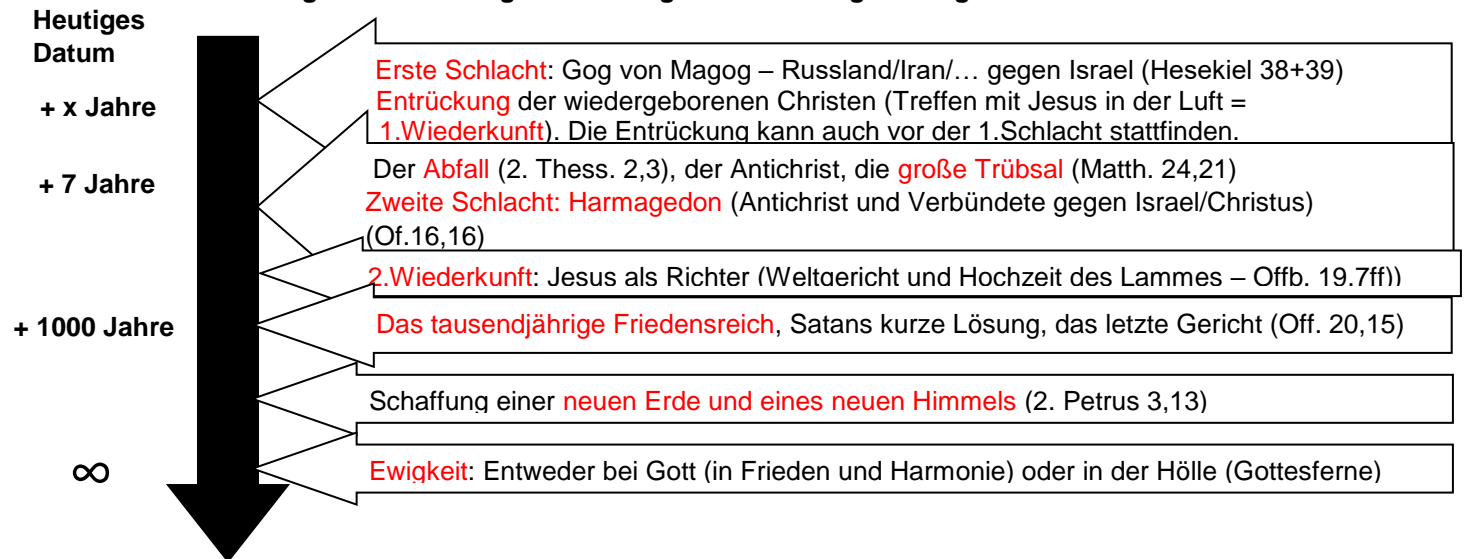 Heutiges
Datum
+ x Jahre
+ 7 Jahre
+ 1000 Jahre
∞
Erste Schlacht: Gog von Magog – Russland/Iran/… gegen Israel (Hesekiel 38+39)
Entrückung der wiedergeborenen Christen (Treffen mit Jesus in der Luft =
1.Wiederkunft). Die Entrückung kann auch vor der 1.Schlacht stattfinden.
Der Abfall (2. Thess. 2,3), der Antichrist, die große Trübsal (Matth. 24,21)
Zweite Schlacht: Harmagedon (Antichrist und Verbündete gegen Israel/Christus)
(Of.16,16)
2.Wiederkunft: Jesus als Richter (Weltgericht und Hochzeit des Lammes – Offb. 19.7ff))
Das tausendjährige Friedensreich, Satans kurze Lösung, das letzte Gericht (Off. 20,15)
Schaffung einer neuen Erde und eines neuen Himmels (2. Petrus 3,13)
Ewigkeit: Entweder bei Gott (in Frieden und Harmonie) oder in der Hölle (Gottesferne)